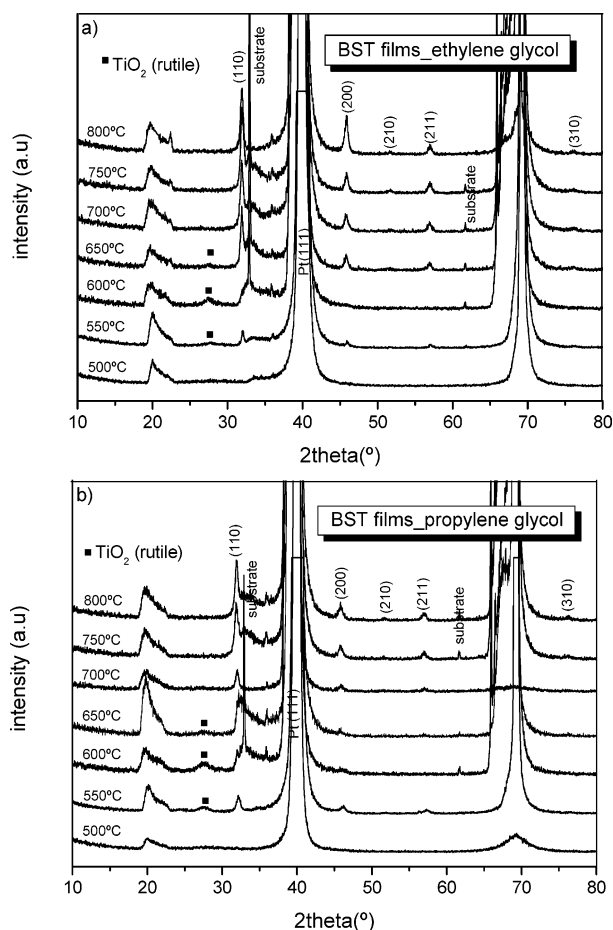 a)
BST films_ethylene glycol
■ TiO2 (rutile)
(110)
substrate
(200)
(210)
(211)
(310)
800ºC
750ºC
700ºC
650ºC
600ºC
550ºC
500ºC
substrate
Pt(111)
intensity (a.u)
10 20 30 40 50 60 70 80
2theta(º)
b)
BST films_propylene glycol
■ TiO2 (rutile)
(110)
substrate
(200)
(210)
(211)
(310)
800ºC
750ºC
700ºC
650ºC
600ºC
550ºC
500ºC
substrate
Pt(111)
intensity (a.u)
10 20 30 40 50 60 70 80
2theta(º)